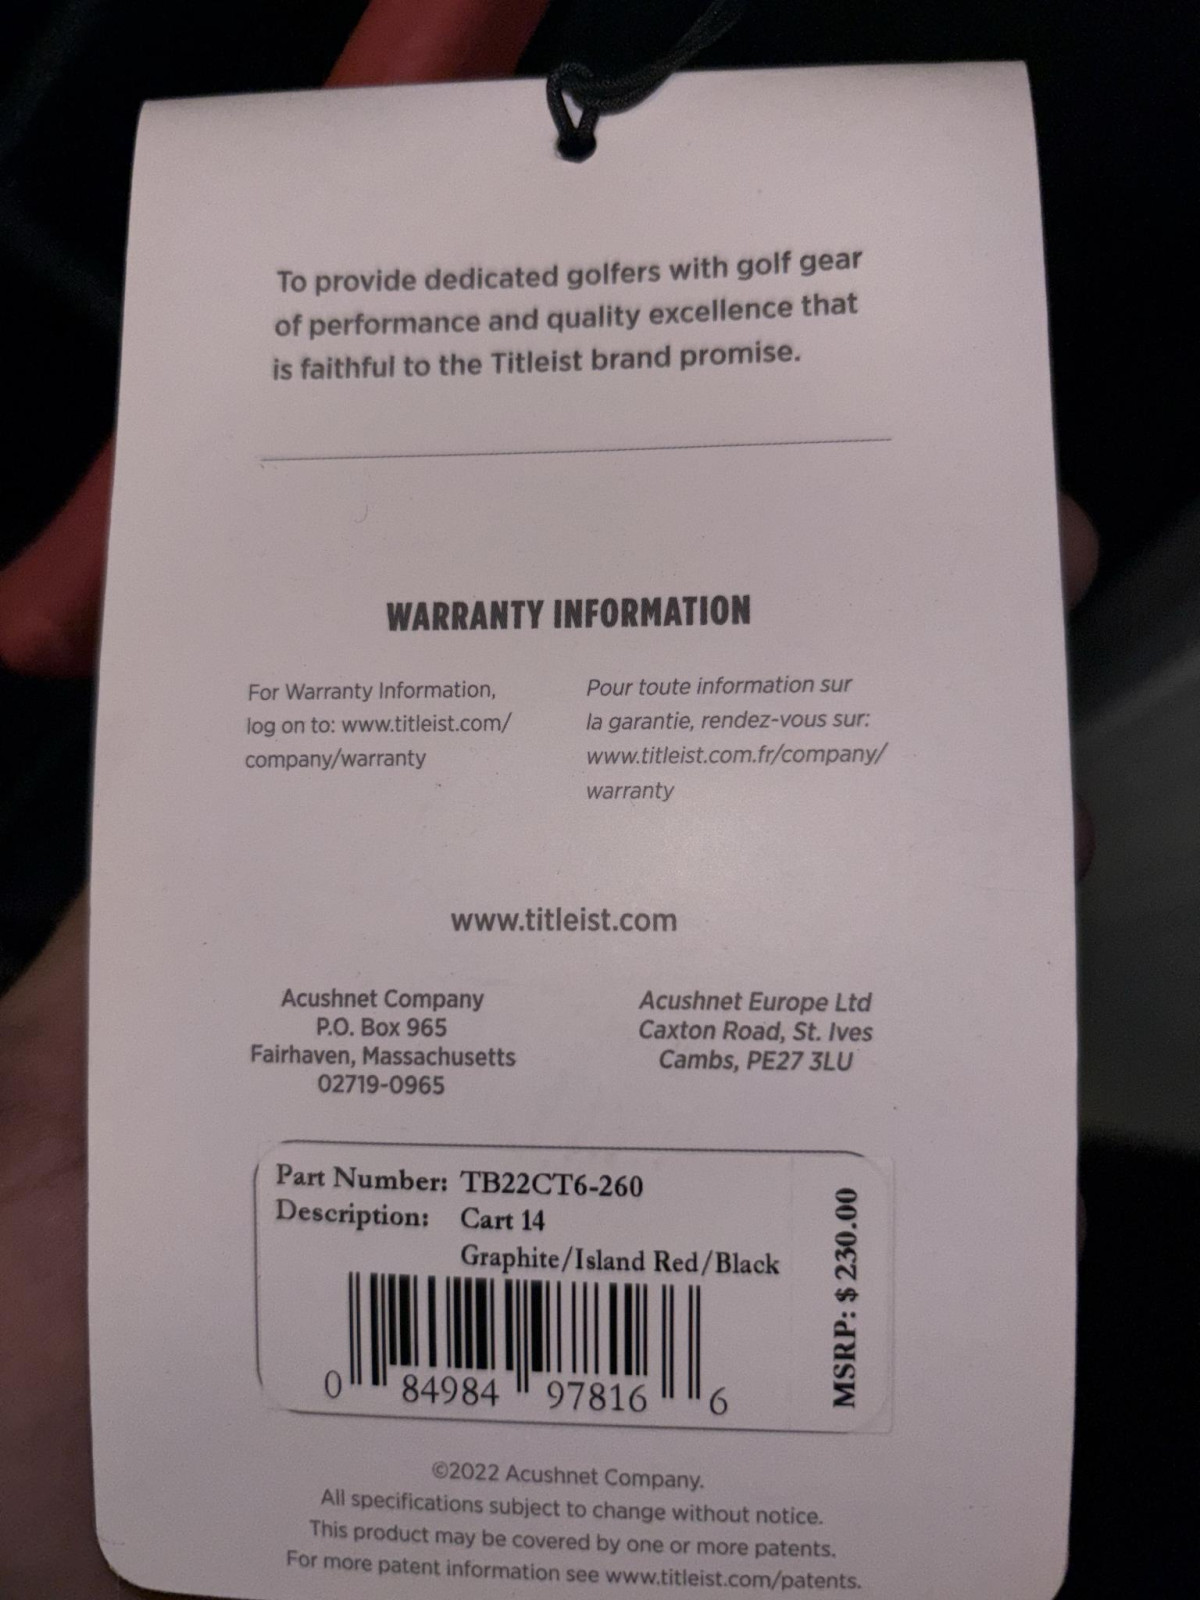 To provide dedicated golfers with golf gear
of performance and quality excellence that
is faithful to the Titleist brand promise.
WARRANTY INFORMATION
For Warranty Information,
log on to: www.titleist.com/
company/warranty
Pour toute information sur
la garantie, rendez-vous sur:
www.titleist.com.fr/company/
warranty
www.titleist.com
Acushnet Company
P.O. Box 965
Fairhaven, Massachusetts
02719-0965
Acushnet Europe Ltd
Caxton Road, St. Ives
Cambs, PE27 3LU
Part Number: TB22CT6-260
Description: Cart 14
Graphite/Island Red/Black
0 84984 97816 6
MSRP: $ 230.00
©2022 Acushnet Company.
All specifications subject to change without notice.
This product may be covered by one or more patents.
For more patent information see www.titleist.com/patents.